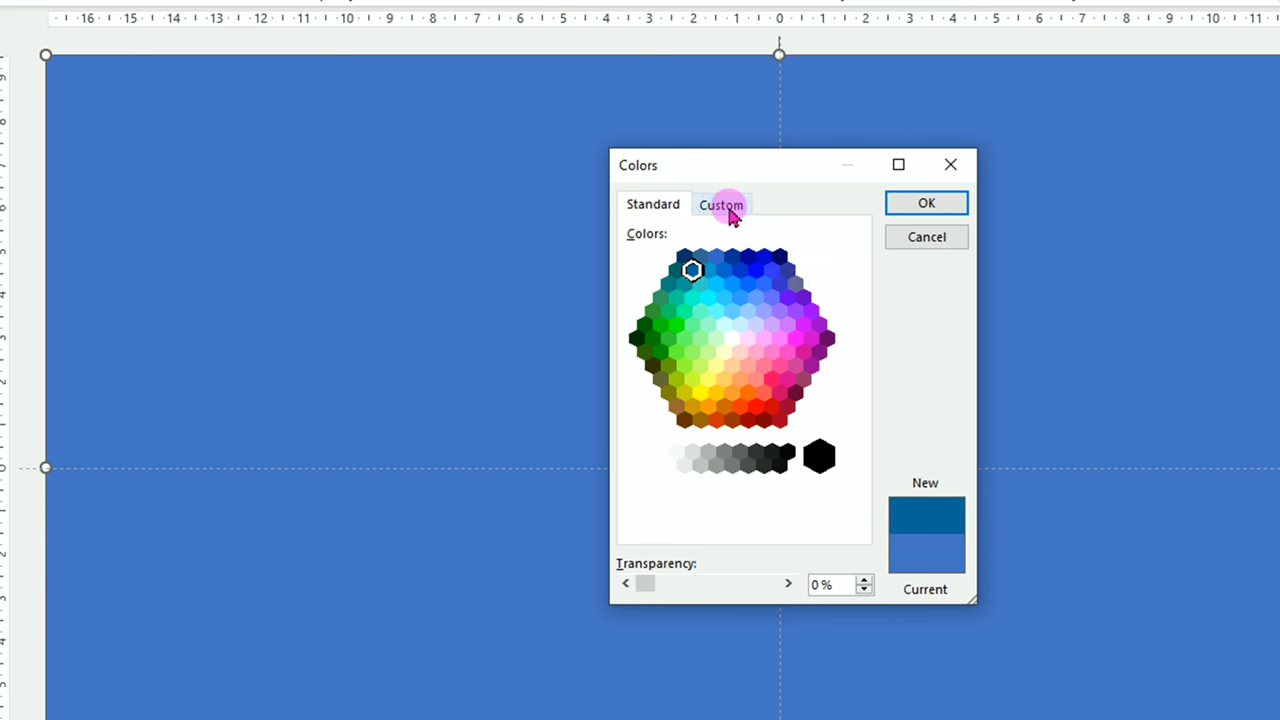 16 15 14 13 12 11 10 9 8 7 6 5 4 3 2 1 0 1 2 3 4 5 6 7 8 9 10 11
Colors
Standard Custom OK
Colors: Cancel
New
Transparency:
0 % Current